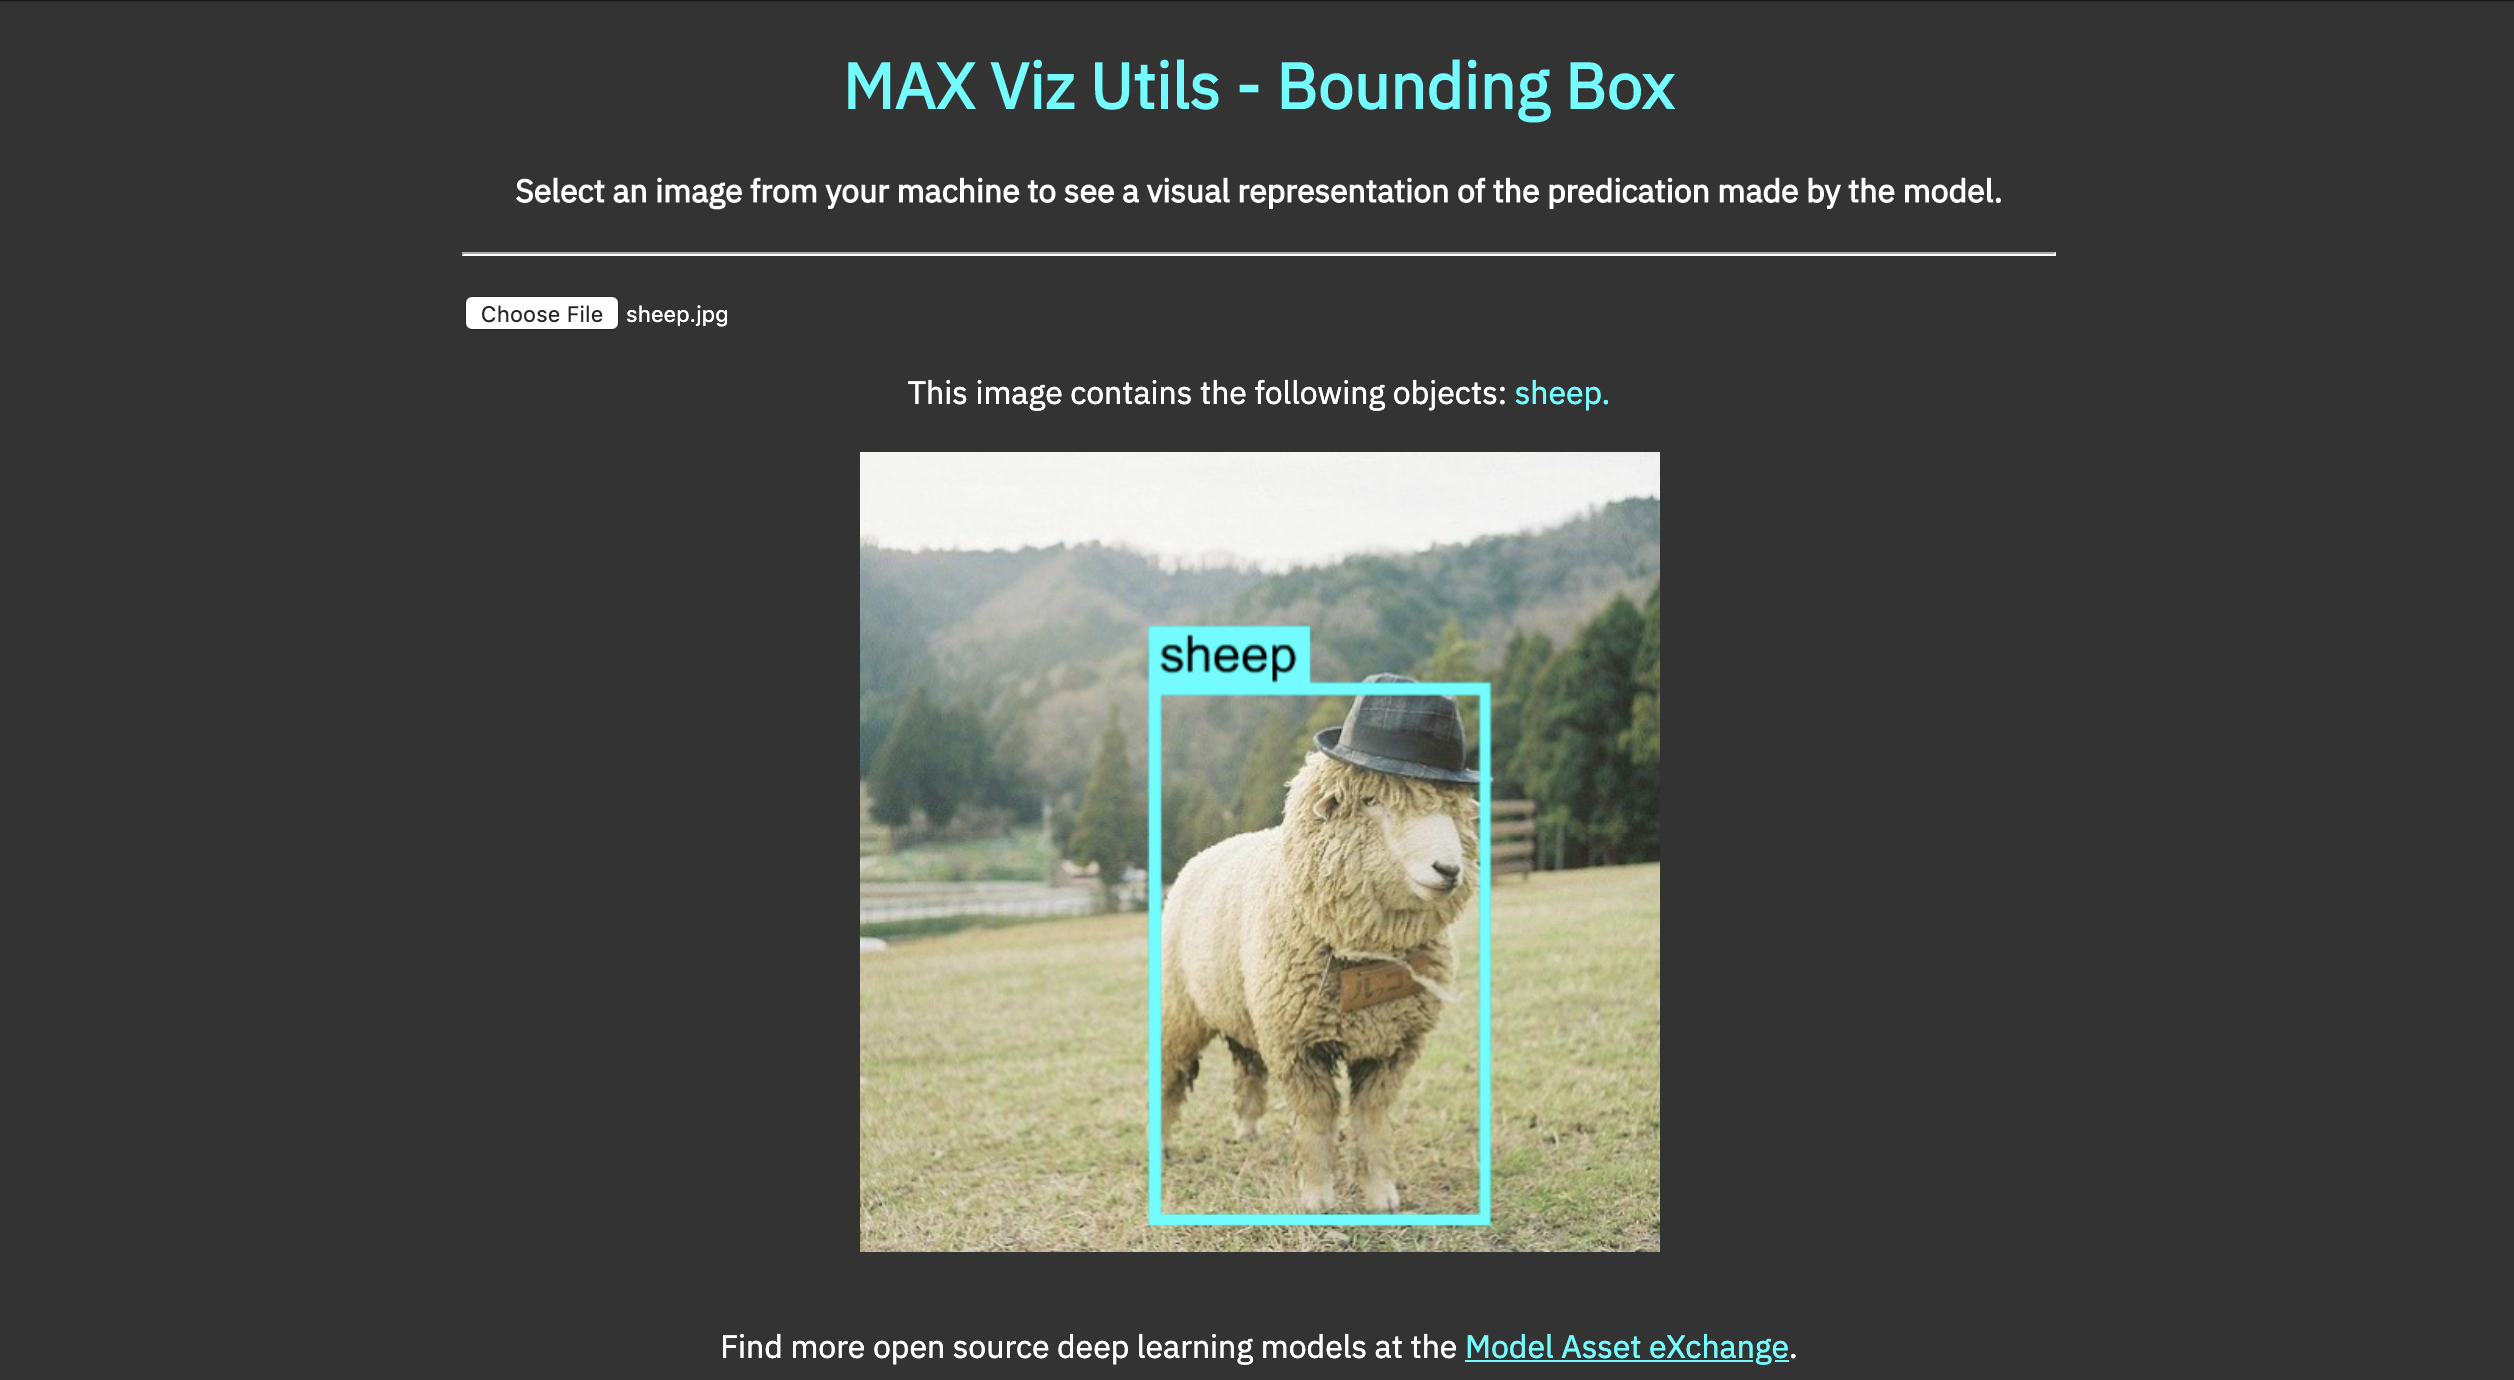 MAX Viz Utils - Bounding Box
Select an image from your machine to see a visual representation of the predication made by the model.
Choose File sheep.jpg
This image contains the following objects: sheep.
sheep
Find more open source deep learning models at the Model Asset eXchange.